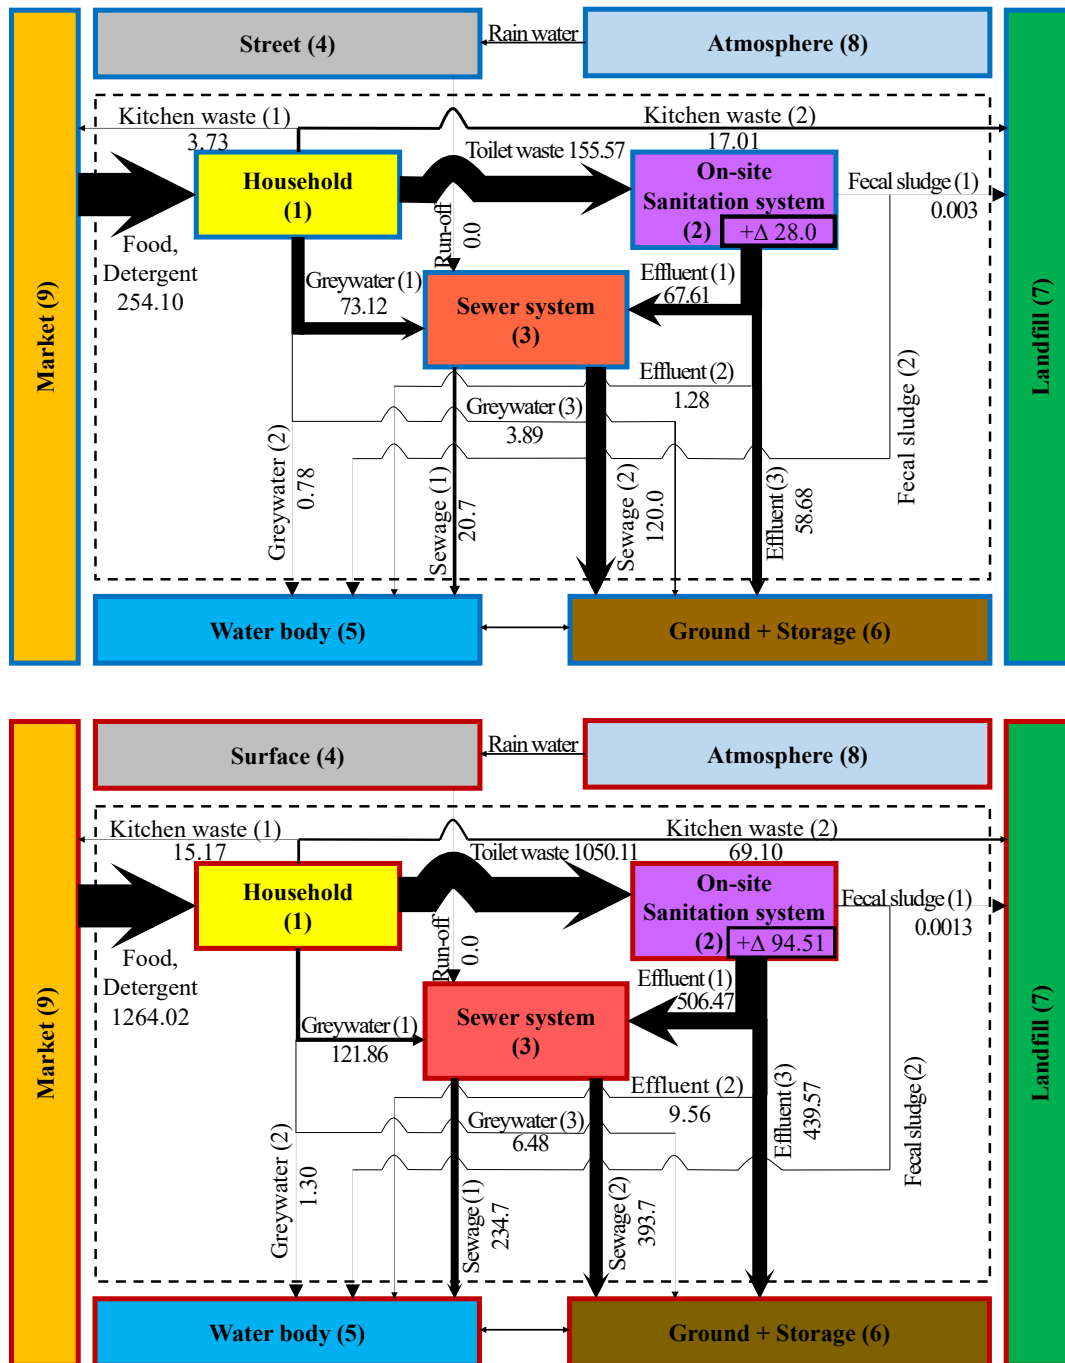 Street (4)
Rain water
Atmosphere (8)
Kitchen waste (1)
3.73
Kitchen waste (2)
17.01
Toilet waste 155.57
Household
(1)
On-site
Sanitation system
(2)
+Δ 28.0
Fecal sludge (1)
0.003
Food,
Detergent
254.10
Market (9)
Landfill (7)
Run-off
0.0
Greywater (1)
73.12
Effluent (1)
67.61
Sewer system
(3)
Effluent (2)
1.28
Greywater (3)
3.89
Fecal sludge (2)
Greywater (2)
0.78
Sewage (1)
20.7
Sewage (2)
120.0
Effluent (3)
58.68
Water body (5)
Ground + Storage (6)
Surface (4)
Rain water
Atmosphere (8)
Kitchen waste (1)
15.17
Kitchen waste (2)
69.10
Toilet waste 1050.11
Household
(1)
On-site
Sanitation system
(2)
+Δ 94.51
Fecal sludge (1)
0.0013
Food,
Detergent
1264.02
Market (9)
Landfill (7)
Run-off
0.0
Greywater (1)
121.86
Effluent (1)
506.47
Sewer system
(3)
Effluent (2)
9.56
Greywater (3)
6.48
Effluent (3)
439.57
Fecal sludge (2)
Greywater (2)
1.30
Sewage (1)
234.7
Sewage (2)
393.7
Water body (5)
Ground + Storage (6)